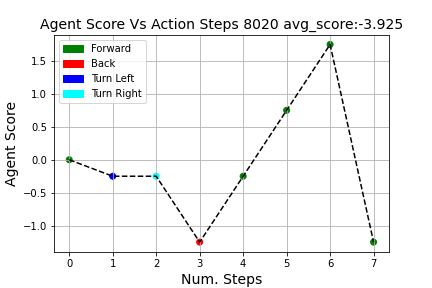 Agent Score Vs Action Steps 8020 avg_score:-3.925
Forward
Back
Turn Left
Turn Right
1.5
1.0
0.5
0.0
−0.5
−1.0
Agent Score
0 1 2 3 4 5 6 7
Num. Steps